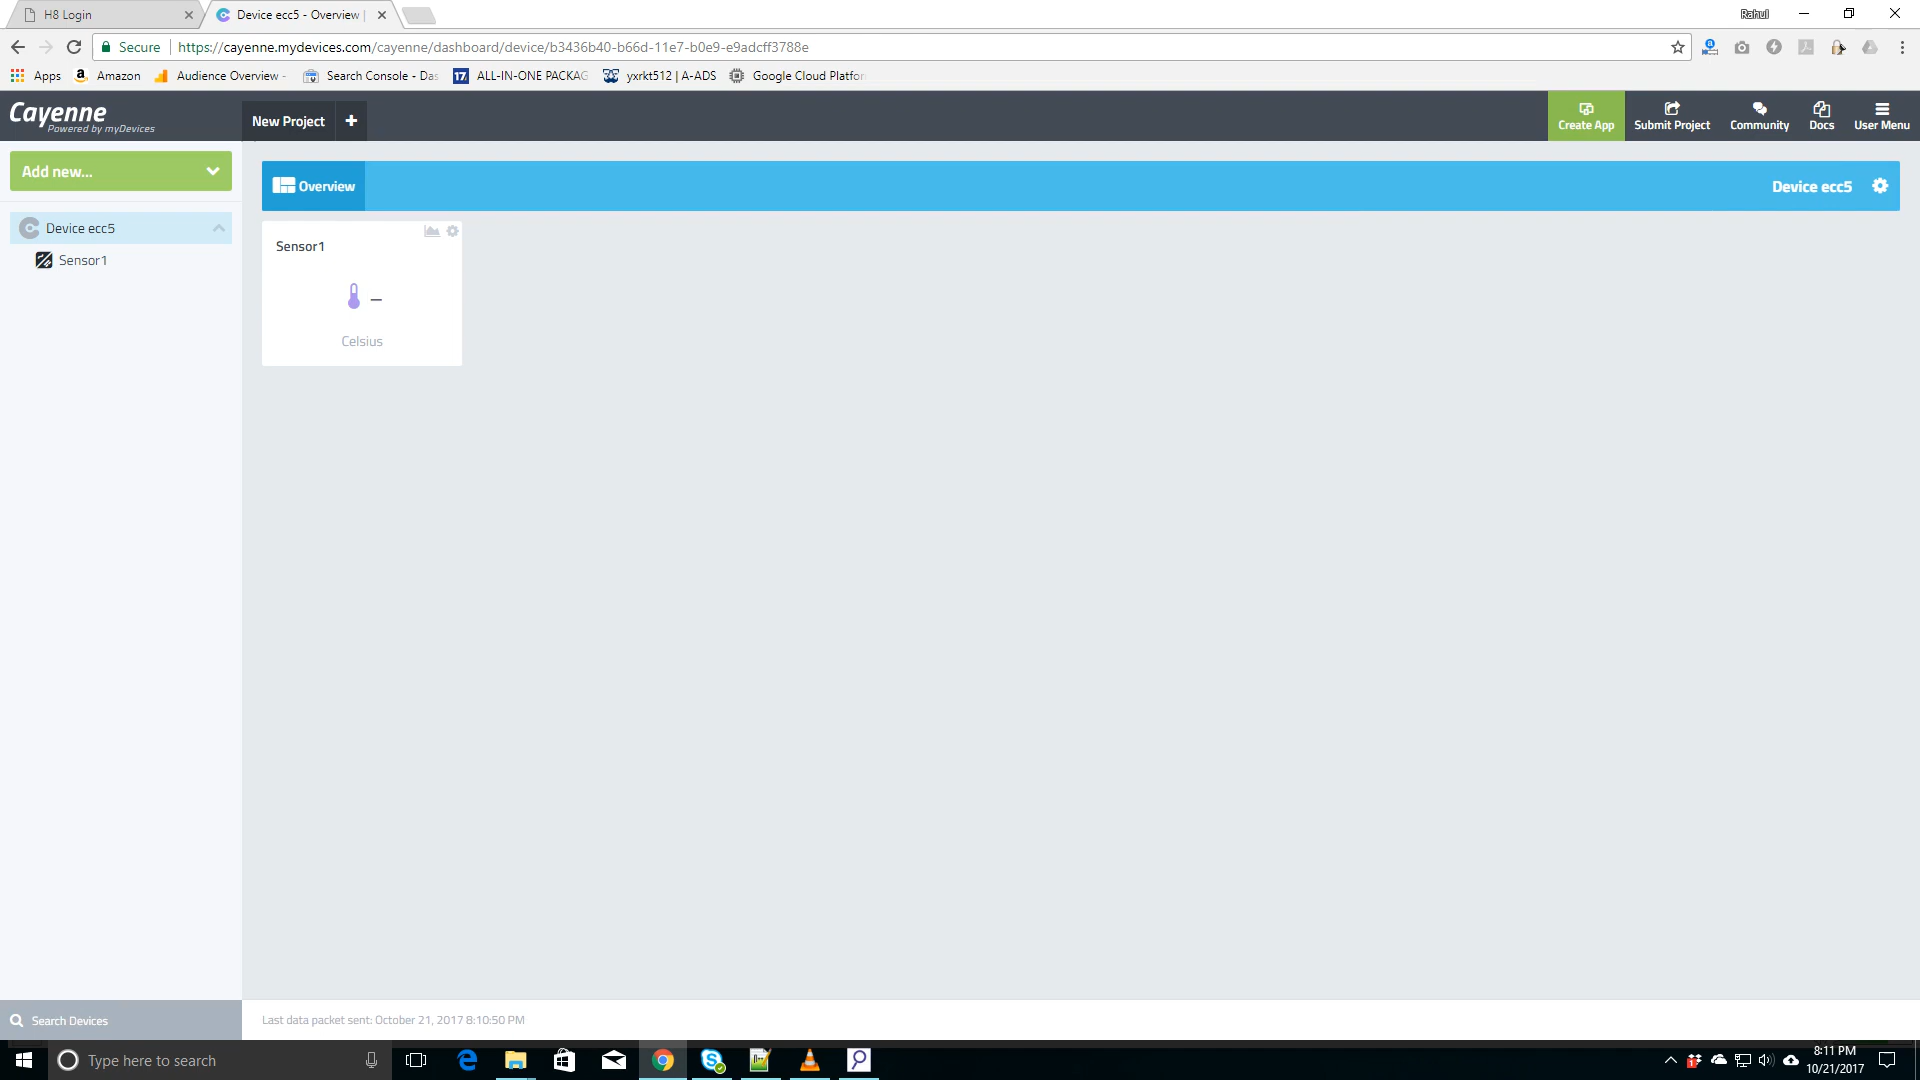 H8 Login
Device ecc5 - Overview |
Rahul
Secure
https://cayenne.mydevices.com/cayenne/dashboard/device/b3436b40-b66d-11e7-b0e9-e9adcff3788e
Apps
Amazon
Audience Overview -
Search Console - Das
17.
ALL-IN-ONE PACKAG
yxrkt512 | A-ADS
Google Cloud Platfor
Cayenne
Powered by myDevices
New Project
+
Create App
Submit Project
Community
Docs
User Menu
Add new...
Overview
Device ecc5
Device ecc5
Sensor1
Sensor1
–
Celsius
Search Devices
Last data packet sent: October 21, 2017 8:10:50 PM
Type here to search
8:11 PM
10/21/2017